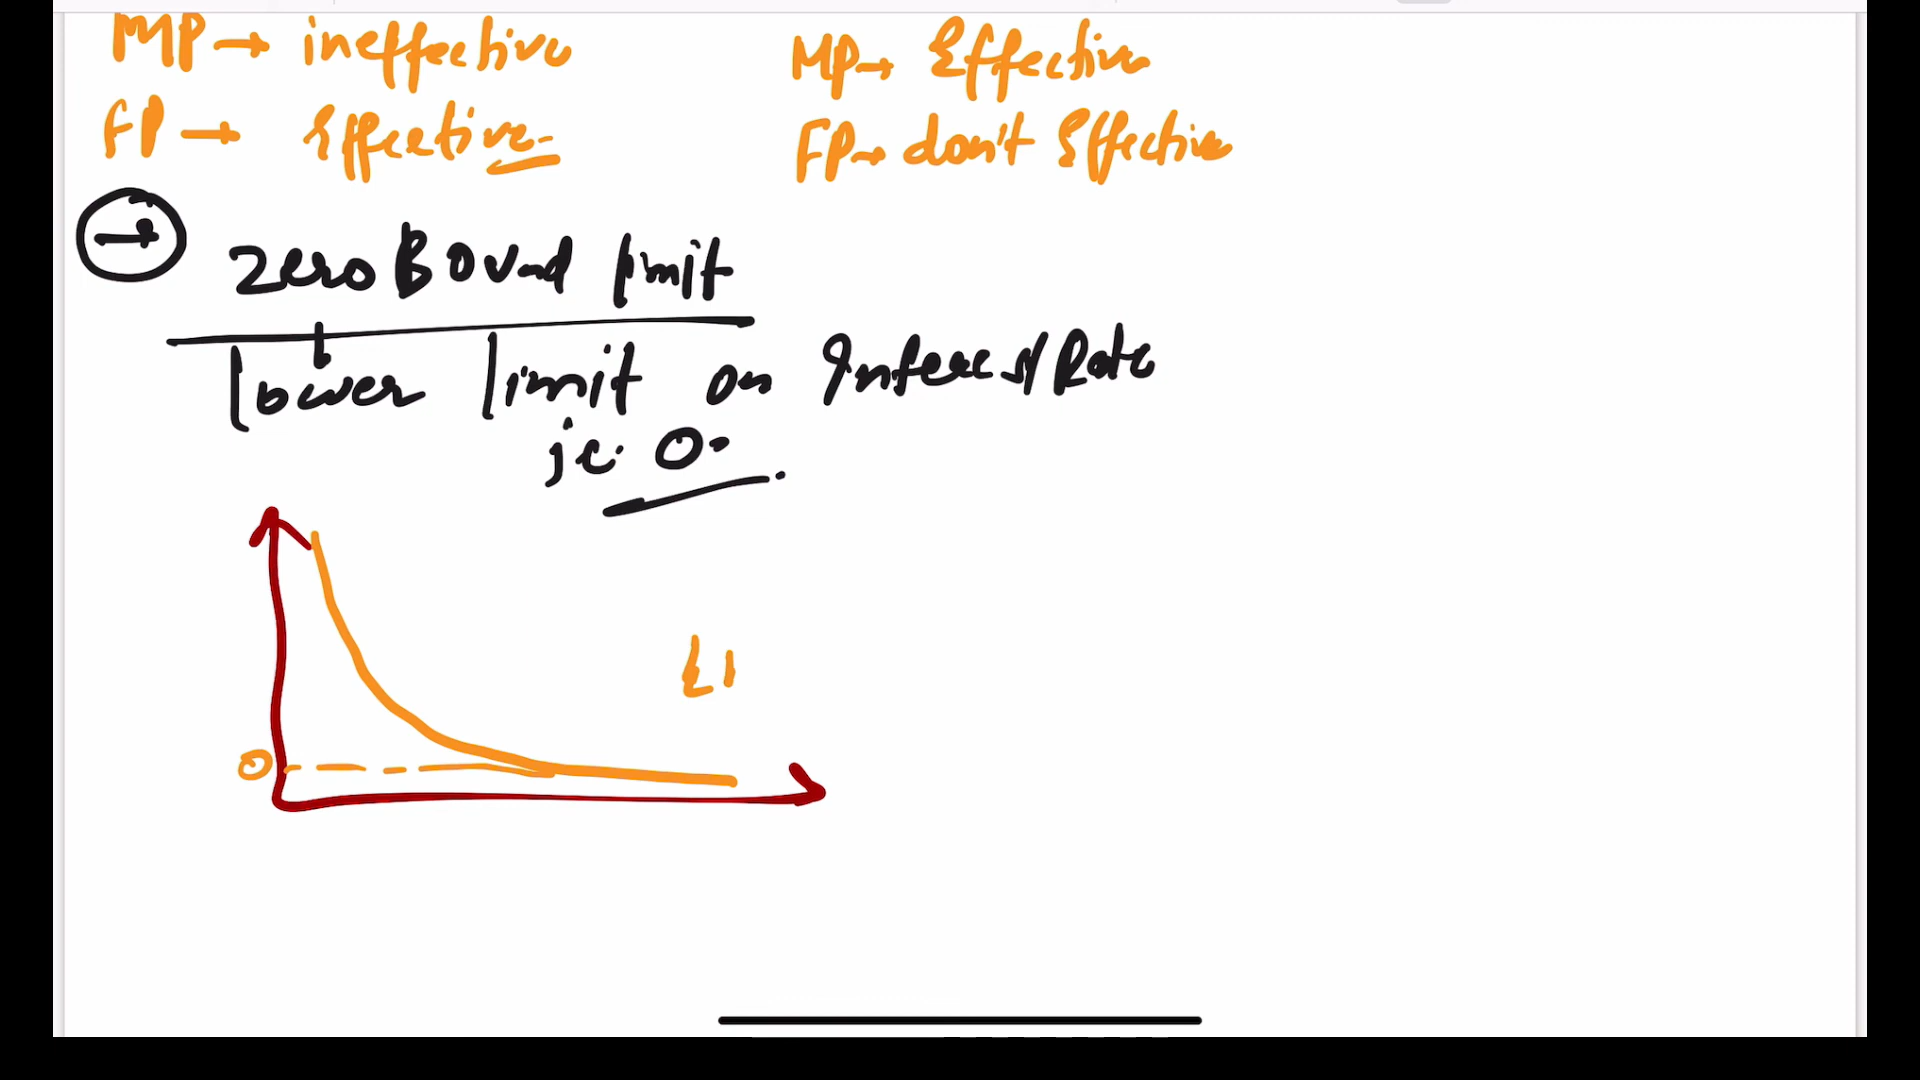 MP → ineffective
FP → Effective
MP → Effective
FP → don't Effective
→ zero Bound limit
lower limit on Interest Rate
ie. 0.
0